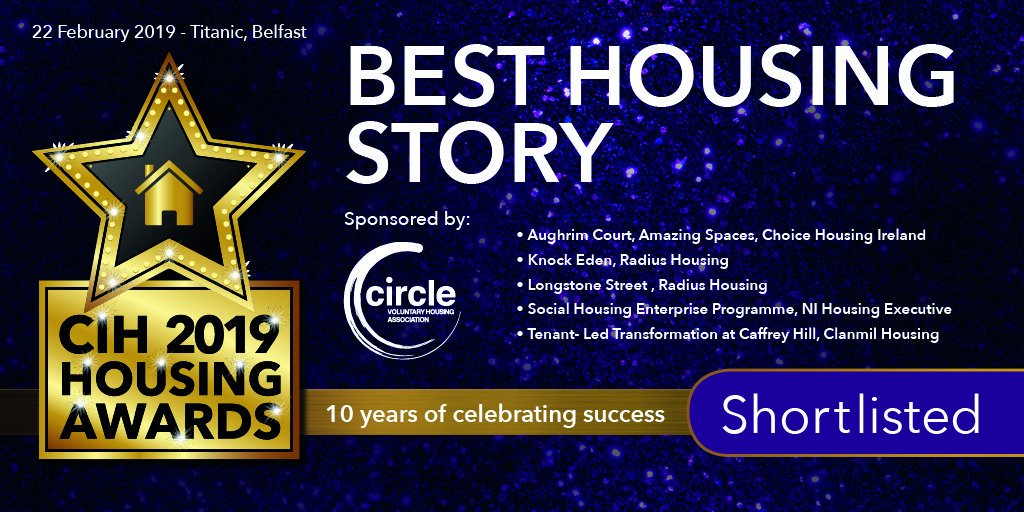 22 February 2019 - Titanic, Belfast
BEST HOUSING
STORY
Sponsored by:
circle
VOLUNTARY HOUSING
ASSOCIATION
• Aughrim Court, Amazing Spaces, Choice Housing Ireland
• Knock Eden, Radius Housing
• Longstone Street , Radius Housing
• Social Housing Enterprise Programme, NI Housing Executive
• Tenant- Led Transformation at Caffrey Hill, Clanmil Housing
CIH 2019
HOUSING
AWARDS
10 years of celebrating success
Shortlisted